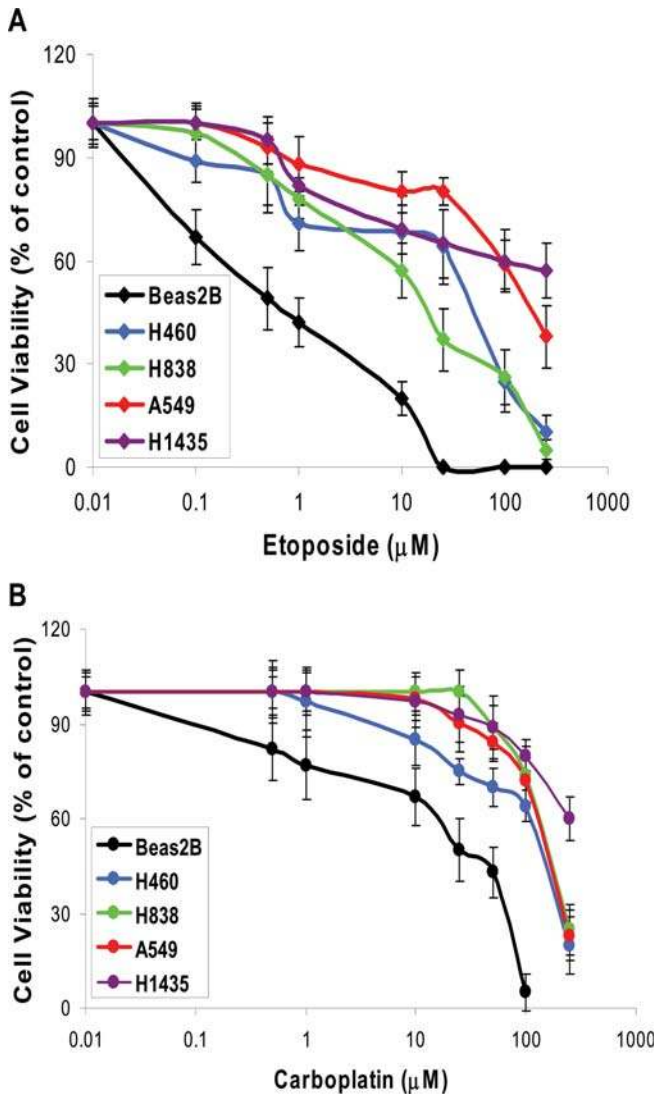 A
120
90
60
30
0
Cell Viability (% of control)
Beas2B
H460
H838
A549
H1435
0.01 0.1 1 10 100 1000
Etoposide (μM)
B
120
90
60
30
0
Cell Viability (% of control)
Beas2B
H460
H838
A549
H1435
0.01 0.1 1 10 100 1000
Carboplatin (μM)